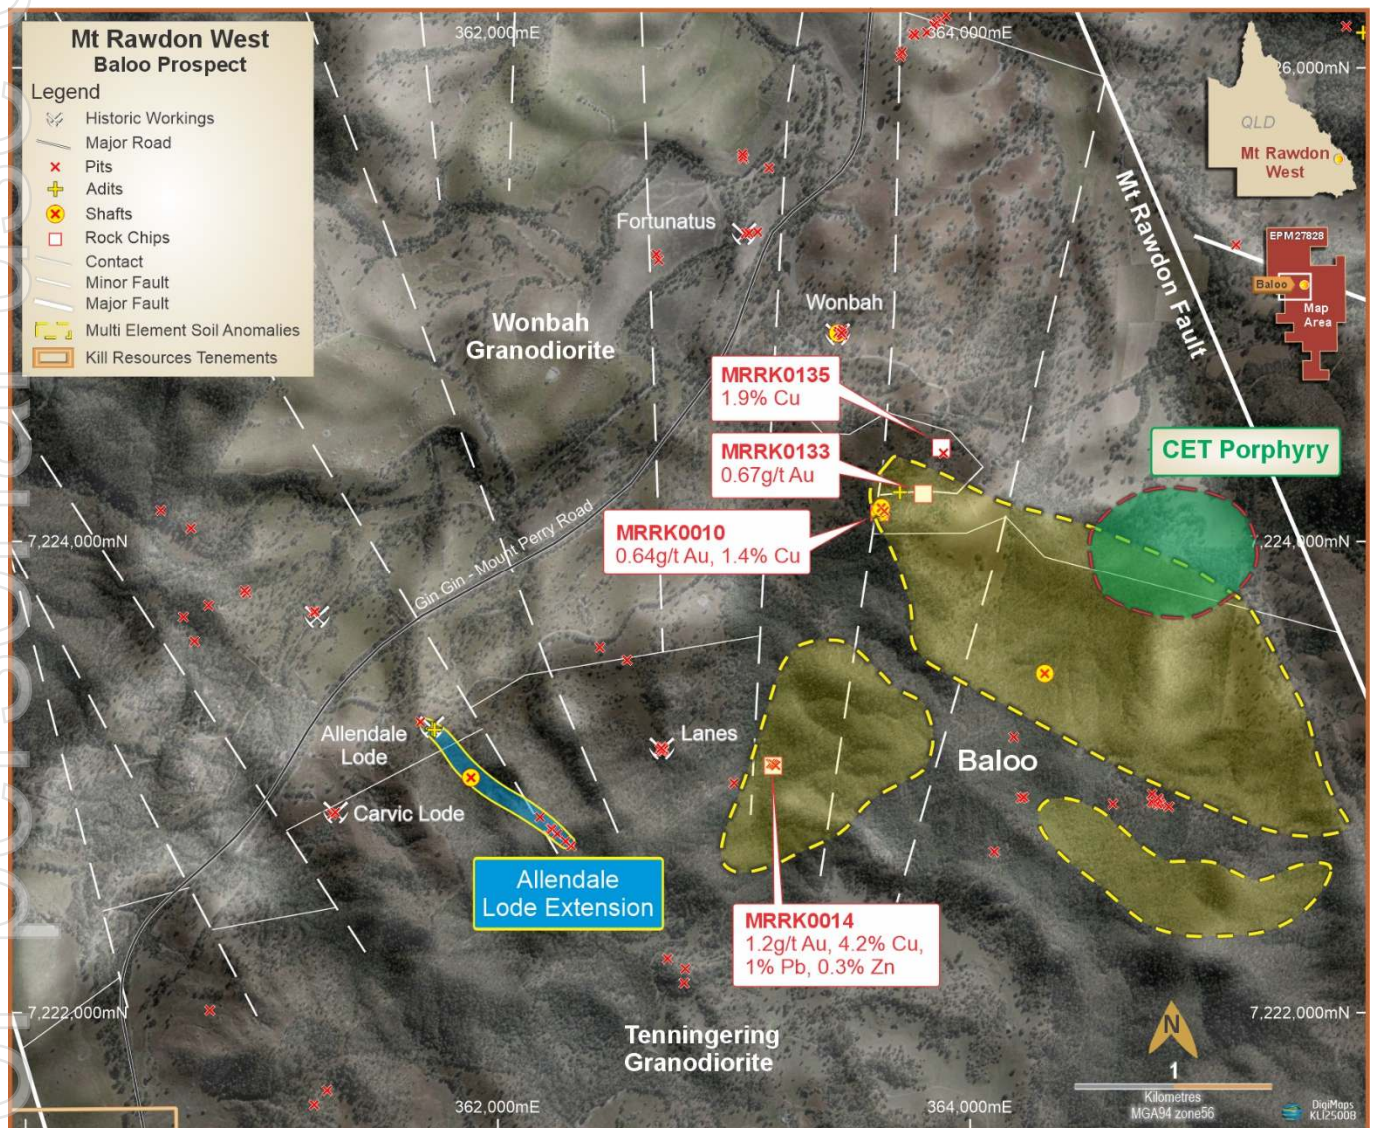 Mt Rawdon West
Baloo Prospect
Legend
Historic Workings
Major Road
Pits
Adits
Shafts
Rock Chips
Contact
Minor Fault
Major Fault
Multi Element Soil Anomalies
Kill Resources Tenements
362,000mE
364,000mE
26,000mN
QLD
Mt Rawdon
West
EPM27828
Baloo
Map
Area
Mt Rawdon Fault
Fortunatus
Wonbah
Wonbah
Granodiorite
MRRK0135
1.9% Cu
MRRK0133
0.67g/t Au
MRRK0010
0.64g/t Au, 1.4% Cu
CET Porphyry
7,224,000mN
7,224,000mN
Gin Gin - Mount Perry Road
Allendale
Lode
Lanes
Baloo
Carvic Lode
Allendale
Lode Extension
MRRK0014
1.2g/t Au, 4.2% Cu,
1% Pb, 0.3% Zn
7,222,000mN
7,222,000mN
Tenningering
Granodiorite
N
1
Kilometres
MGA94 zone56
362,000mE
364,000mE
DigiMaps
KLI25008